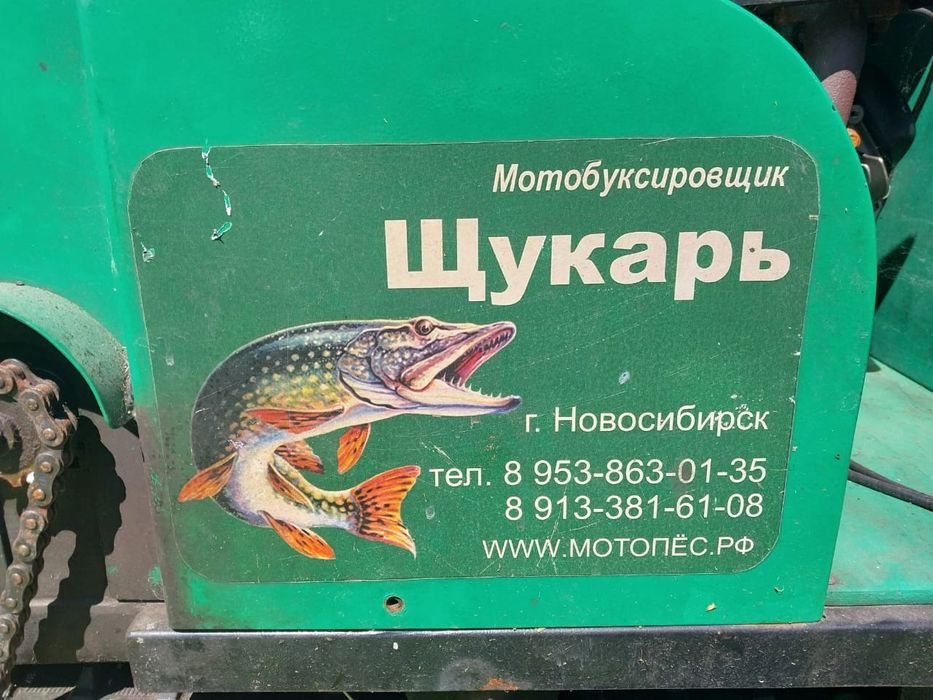 Мотобуксировщик
Щукарь
г. Новосибирск
тел. 8 953-863-01-35
8 913-381-61-08
WWW.МОТОПЁС.РФ